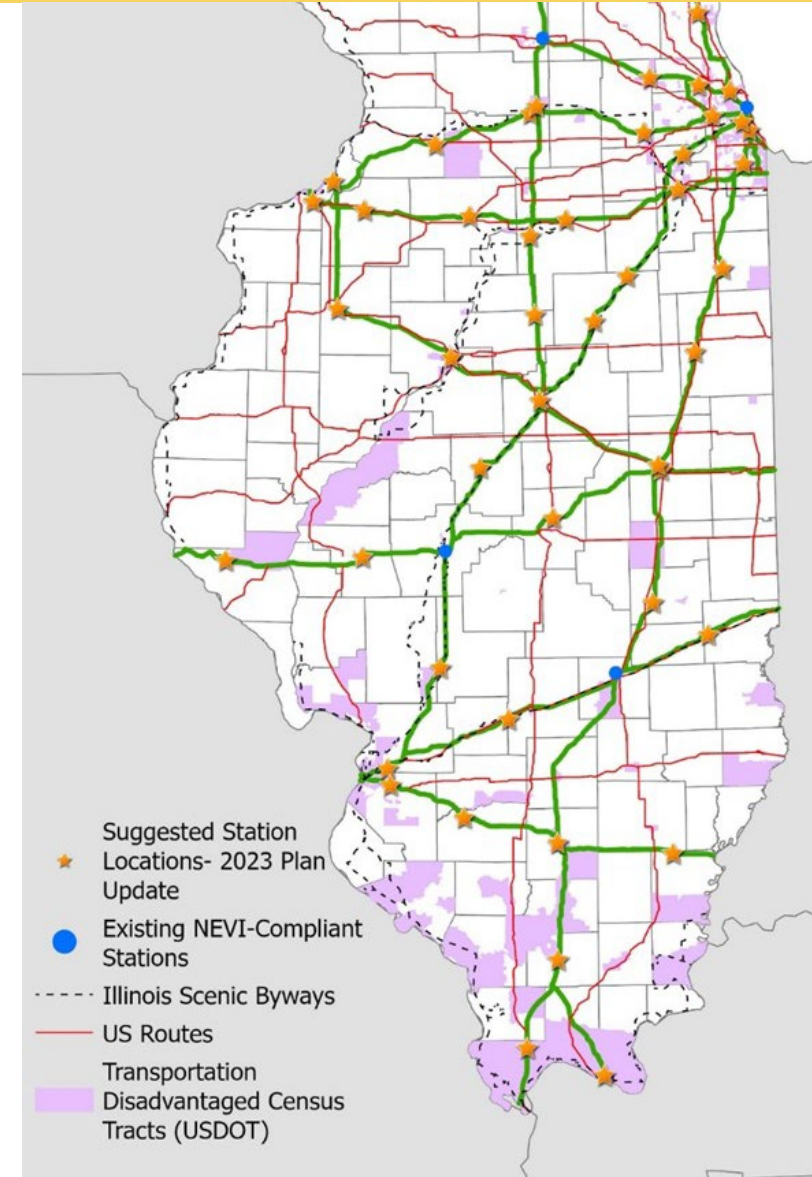 Suggested Station
Locations- 2023 Plan
Update
Existing NEVI-Compliant
Stations
Illinois Scenic Byways
US Routes
Transportation
Disadvantaged Census
Tracts (USDOT)